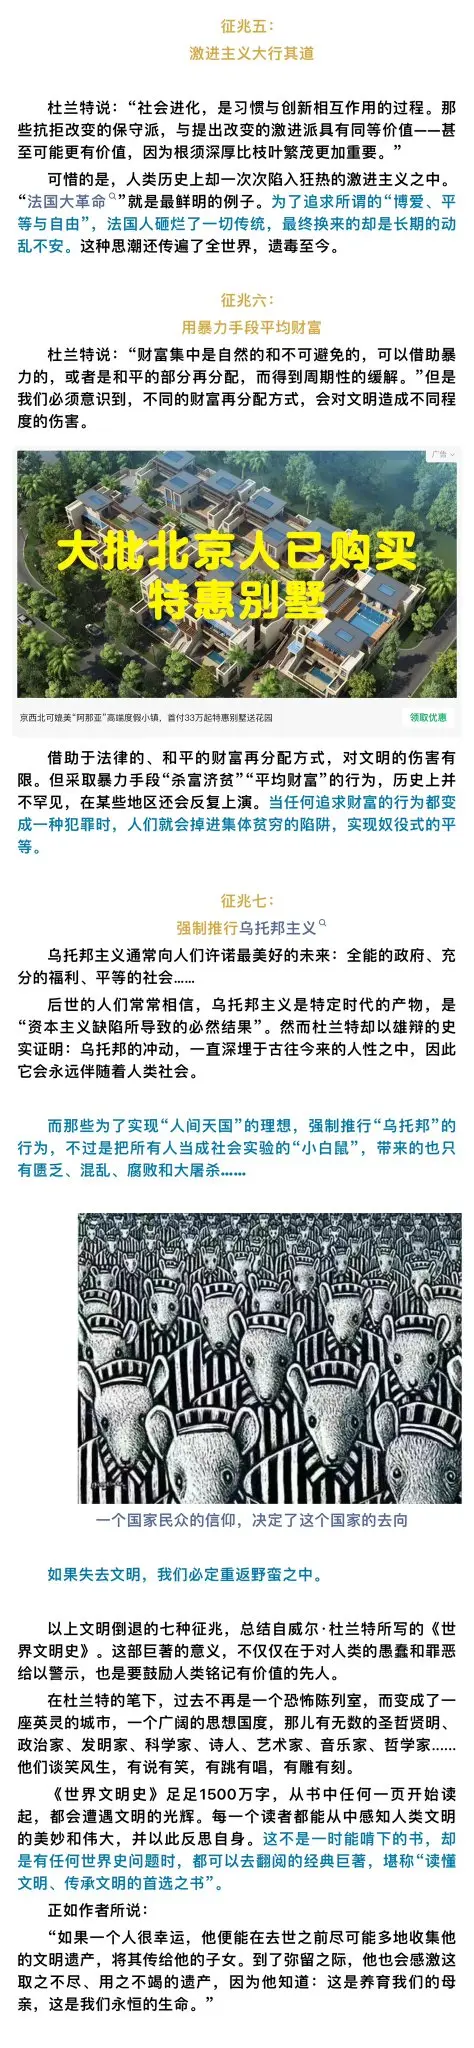 征兆五：
激进主义大行其道
杜兰特说：“社会进化，是习惯与创新相互作用的过程。那
些抗拒改变的保守派，与提出改变的激进派具有同等价值——甚
至可能更有价值，因为根须深厚比枝叶繁茂更加重要。”
可惜的是，人类历史上却一次次陷入狂热的激进主义之中。
“法国大革命”就是最鲜明的例子。为了追求所谓的“博爱、平
等与自由”，法国人砸烂了一切传统，最终换来的却是长期的动
乱不安。这种思潮还传遍了全世界，遗毒至今。
征兆六：
用暴力手段平均财富
杜兰特说：“财富集中是自然的和不可避免的，可以借助暴
力的，或者是和平的部分再分配，而得到周期性的缓解。”但是
我们必须意识到，不同的财富再分配方式，会对文明造成不同程
度的伤害。
广告
大批北京人已购买
特惠别墅
京西北可媲美“阿那亚”高端度假小镇，首付33万起特惠别墅送花园
领取优惠
借助于法律的、和平的财富再分配方式，对文明的伤害有
限。但采取暴力手段“杀富济贫”“平均财富”的行为，历史上并
不罕见，在某些地区还会反复上演。当任何追求财富的行为都变
成一种犯罪时，人们就会掉进集体贫穷的陷阱，实现奴役式的平
等。
征兆七：
强制推行乌托邦主义
乌托邦主义通常向人们许诺最美好的未来：全能的政府、充
分的福利、平等的社会……
后世的人们常常相信，乌托邦主义是特定时代的产物，是
“资本主义缺陷所导致的必然结果”。然而杜兰特却以雄辩的史
实证明：乌托邦的冲动，一直深埋于古往今来的人性之中，因此
它会永远伴随着人类社会。
而那些为了实现“人间天国”的理想，强制推行“乌托邦”的
行为，不过是把所有人当成社会实验的“小白鼠”，带来的也只
有匮乏、混乱、腐败和大屠杀……
一个国家民众的信仰，决定了这个国家的去向
如果失去文明，我们必定重返野蛮之中。
以上文明倒退的七种征兆，总结自威尔·杜兰特所写的《世
界文明史》。这部巨著的意义，不仅仅在于对人类的愚蠢和罪恶
给以警示，也是要鼓励人类铭记有价值的先人。
在杜兰特的笔下，过去不再是一个恐怖陈列室，而变成了一
座英灵的城市，一个广阔的思想国度，那儿有无数的圣哲贤明、
政治家、发明家、科学家、诗人、艺术家、音乐家、哲学家……
他们谈笑风生，有说有笑，有跳有唱，有雕有刻。
《世界文明史》足足1500万字，从书中任何一页开始读
起，都会遭遇文明的光辉。每一个读者都能从中感知人类文明
的美妙和伟大，并以此反思自身。这不是一时能啃下的书，却
是有任何世界史问题时，都可以去翻阅的经典巨著，堪称“读懂
文明、传承文明的首选之书”。
正如作者所说：
“如果一个人很幸运，他便能在去世之前尽可能多地收集他
的文明遗产，将其传给他的子女。到了弥留之际，他也会感激这
取之不尽、用之不竭的遗产，因为他知道：这是养育我们的母
亲，这是我们永恒的生命。”